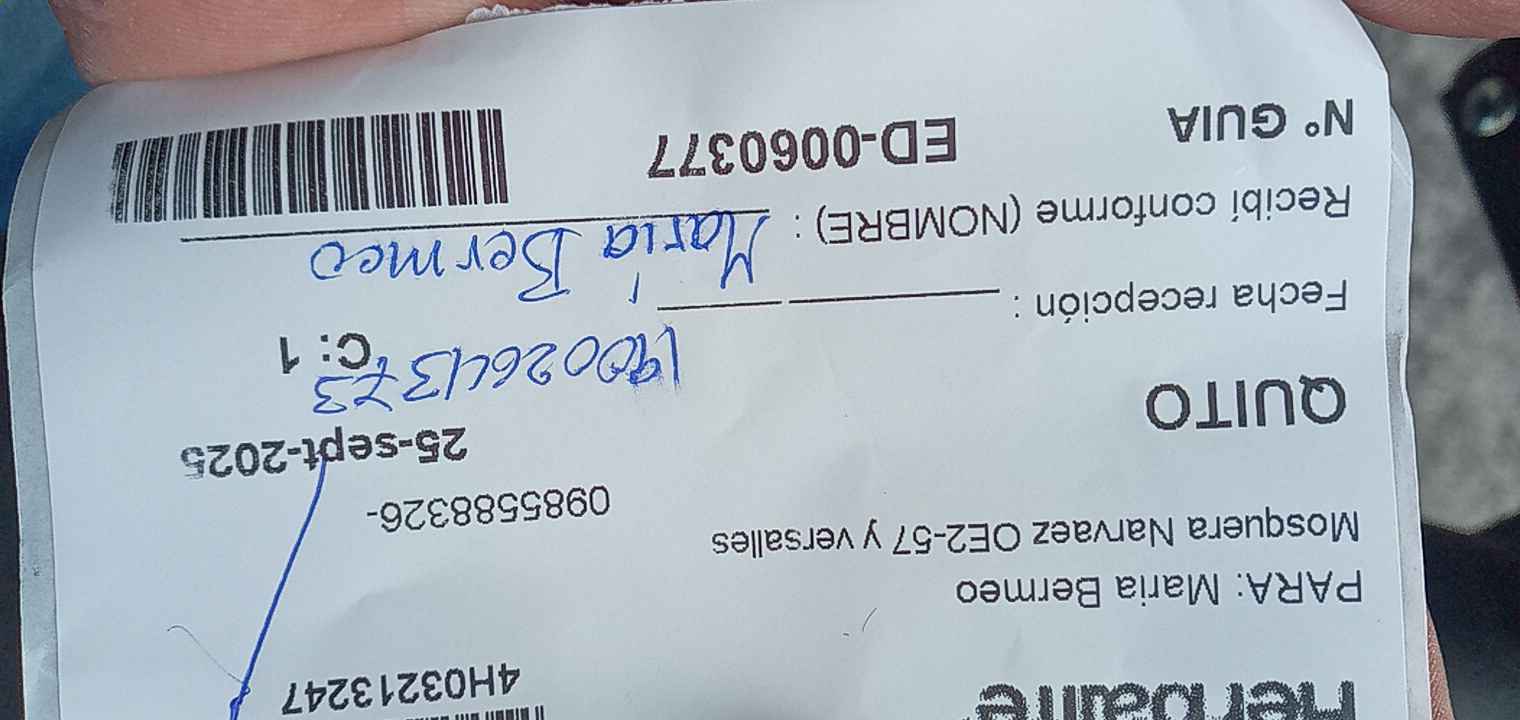 Herbalife
4H03213247
PARA: Maria Bermeo
Mosquera Narvaez OE2-57 y versalles
0985588326-
25-sept-2025
QUITO
C: 1
Fecha recepción :
Recibí conforme (NOMBRE) : María Bermeo
N° GUIA ED-0060377